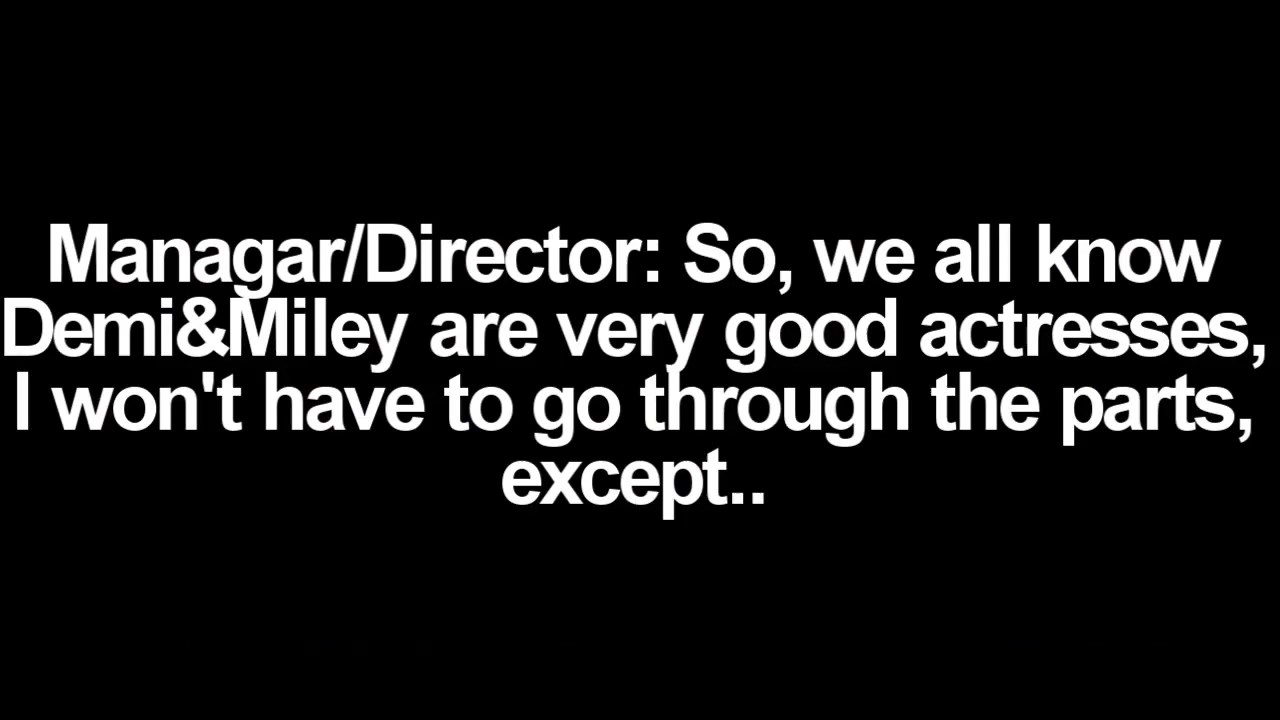 Managar/Director: So, we all know
Demi&Miley are very good actresses,
I won't have to go through the parts,
except..